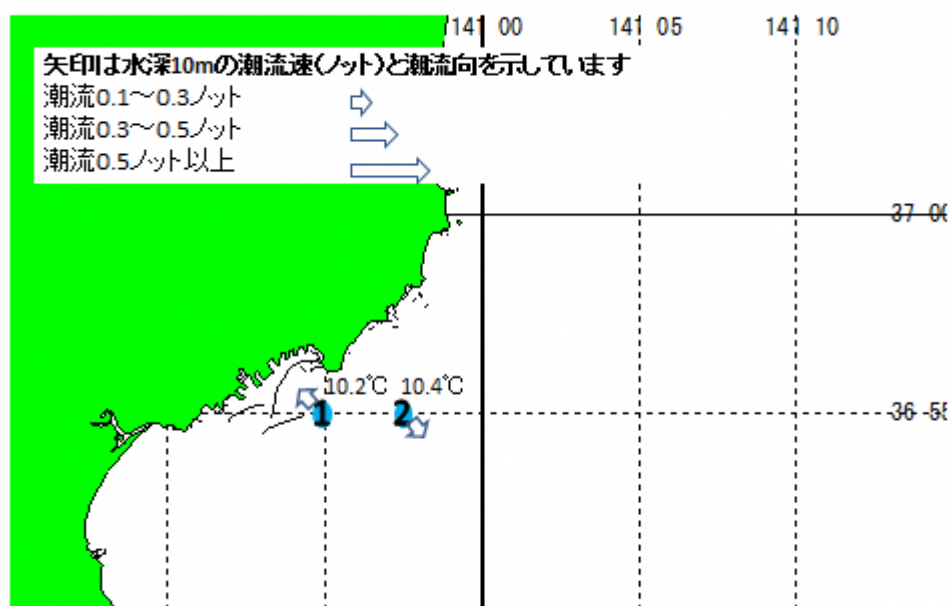 141 00 141 05 141 10
矢印は水深10mの潮流速(ノット)と潮流向を示しています
潮流0.1～0.3ノット
潮流0.3～0.5ノット
潮流0.5ノット以上
37 00
10.2℃ 10.4℃
1 2
36 55